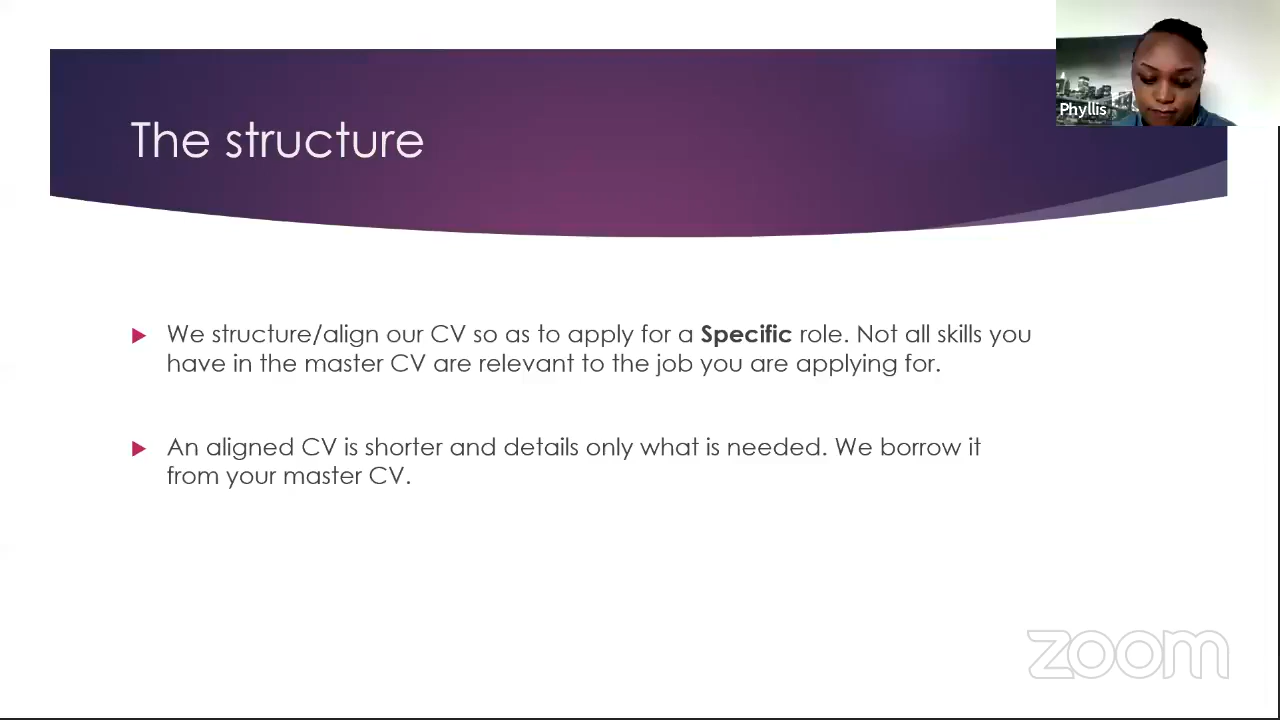 Phyllis
The structure
We structure/align our CV so as to apply for a Specific role. Not all skills you
have in the master CV are relevant to the job you are applying for.
An aligned CV is shorter and details only what is needed. We borrow it
from your master CV.
zoom